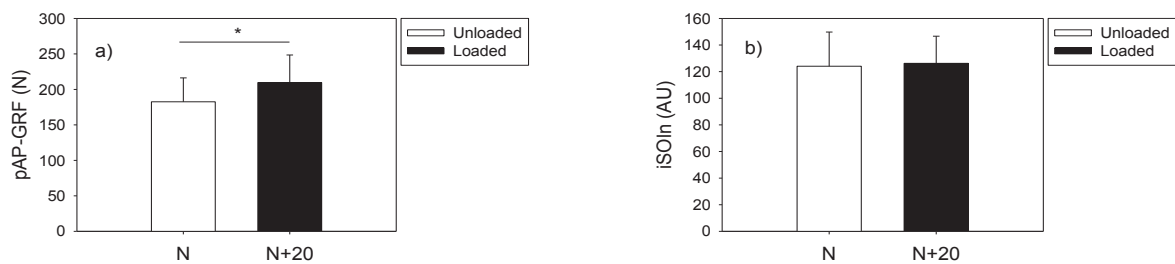 a)
*
pAP-GRF (N)
300
250
200
150
100
50
0
N
N+20
Unloaded
Loaded
b)
iSOIn (AU)
160
140
120
100
80
60
40
20
0
N
N+20
Unloaded
Loaded